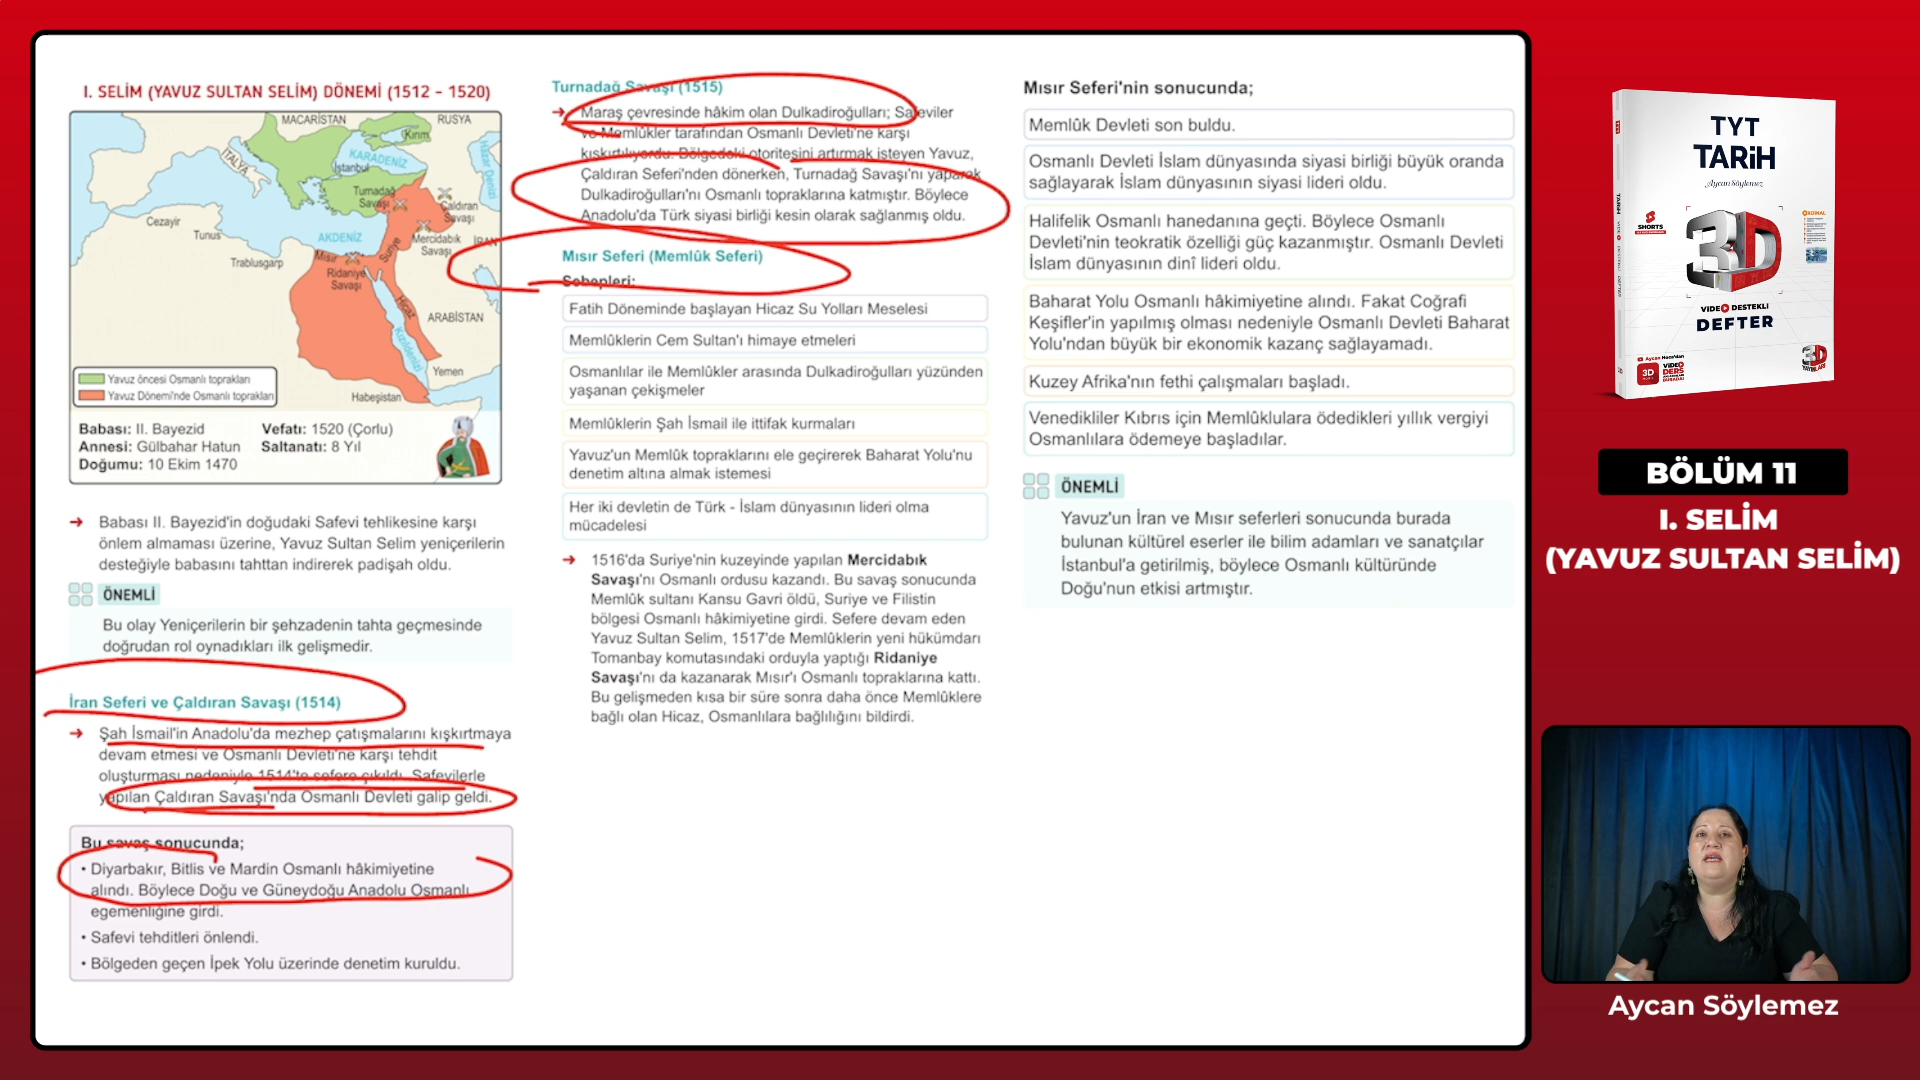 I. SELİM (YAVUZ SULTAN SELİM) DÖNEMİ (1512 - 1520)
MACARİSTAN
RUSYA
Kırım
İTALYA
KARADENİZ
Hazar Denizi
İstanbul
Turnadağ
Savaşı
Çaldıran
Savaşı
Cezayir
Tunus
AKDENİZ
Suriye
Mercidabık
Savaşı
İRAN
Trablusgarp
Mısır
Ridaniye
Savaşı
Hicaz
Kızıldeniz
ARABİSTAN
Yemen
Habeşistan
Yavuz öncesi Osmanlı toprakları
Yavuz Dönemi'nde Osmanlı toprakları
Babası: II. Bayezid
Annesi: Gülbahar Hatun
Doğumu: 10 Ekim 1470
Vefatı: 1520 (Çorlu)
Saltanatı: 8 Yıl
➔ Babası II. Bayezid'in doğudaki Safevi tehlikesine karşı
önlem almaması üzerine, Yavuz Sultan Selim yeniçerilerin
desteğiyle babasını tahttan indirerek padişah oldu.
ÖNEMLİ
Bu olay Yeniçerilerin bir şehzadenin tahta geçmesinde
doğrudan rol oynadıkları ilk gelişmedir.
İran Seferi ve Çaldıran Savaşı (1514)
➔ Şah İsmail'in Anadolu'da mezhep çatışmalarını kışkırtmaya
devam etmesi ve Osmanlı Devleti'ne karşı tehdit
oluşturması nedeniyle 1514'te sefere çıkıldı. Safevilerle
yapılan Çaldıran Savaşı'nda Osmanlı Devleti galip geldi.
Bu savaş sonucunda;
• Diyarbakır, Bitlis ve Mardin Osmanlı hâkimiyetine
alındı. Böylece Doğu ve Güneydoğu Anadolu Osmanlı
egemenliğine girdi.
• Safevi tehditleri önlendi.
• Bölgeden geçen İpek Yolu üzerinde denetim kuruldu.
Turnadağ Savaşı (1515)
➔ Maraş çevresinde hâkim olan Dulkadiroğulları; Safeviler
ve Memlûkler tarafından Osmanlı Devleti'ne karşı
kışkırtılıyordu. Bölgedeki otoritesini artırmak isteyen Yavuz,
Çaldıran Seferi'nden dönerken, Turnadağ Savaşı'nı yaparak
Dulkadiroğulları'nı Osmanlı topraklarına katmıştır. Böylece
Anadolu'da Türk siyasi birliği kesin olarak sağlanmış oldu.
Mısır Seferi (Memlûk Seferi)
Sebepleri:
Fatih Döneminde başlayan Hicaz Su Yolları Meselesi
Memlûklerin Cem Sultan'ı himaye etmeleri
Osmanlılar ile Memlûkler arasında Dulkadiroğulları yüzünden
yaşanan çekişmeler
Memlûklerin Şah İsmail ile ittifak kurmaları
Yavuz'un Memlûk topraklarını ele geçirerek Baharat Yolu'nu
denetim altına almak istemesi
Her iki devletin de Türk - İslam dünyasının lideri olma
mücadelesi
➔ 1516'da Suriye'nin kuzeyinde yapılan Mercidabık
Savaşı'nı Osmanlı ordusu kazandı. Bu savaş sonucunda
Memlûk sultanı Kansu Gavri öldü, Suriye ve Filistin
bölgesi Osmanlı hâkimiyetine girdi. Sefere devam eden
Yavuz Sultan Selim, 1517'de Memlûklerin yeni hükümdarı
Tomanbay komutasındaki orduyla yaptığı Ridaniye
Savaşı'nı da kazanarak Mısır'ı Osmanlı topraklarına kattı.
Bu gelişmeden kısa bir süre sonra daha önce Memlûklere
bağlı olan Hicaz, Osmanlılara bağlılığını bildirdi.
Mısır Seferi'nin sonucunda;
Memlûk Devleti son buldu.
Osmanlı Devleti İslam dünyasında siyasi birliği büyük oranda
sağlayarak İslam dünyasının siyasi lideri oldu.
Halifelik Osmanlı hanedanına geçti. Böylece Osmanlı
Devleti'nin teokratik özelliği güç kazanmıştır. Osmanlı Devleti
İslam dünyasının dinî lideri oldu.
Baharat Yolu Osmanlı hâkimiyetine alındı. Fakat Coğrafi
Keşifler'in yapılmış olması nedeniyle Osmanlı Devleti Baharat
Yolu'ndan büyük bir ekonomik kazanç sağlayamadı.
Kuzey Afrika'nın fethi çalışmaları başladı.
Venedikliler Kıbrıs için Memlûklulara ödedikleri yıllık vergiyi
Osmanlılara ödemeye başladılar.
ÖNEMLİ
Yavuz'un İran ve Mısır seferleri sonucunda burada
bulunan kültürel eserler ile bilim adamları ve sanatçılar
İstanbul'a getirilmiş, böylece Osmanlı kültüründe
Doğu'nun etkisi artmıştır.
TYT
TARİH
Aycan Söylemez
SHORTS
3D
VIDEO DESTEKLİ
DEFTER
Aycan Hoca'dan
3D
VIDEO
DERS
3D
YAYINLARI
BÖLÜM 11
I. SELİM
(YAVUZ SULTAN SELİM)
Aycan Söylemez